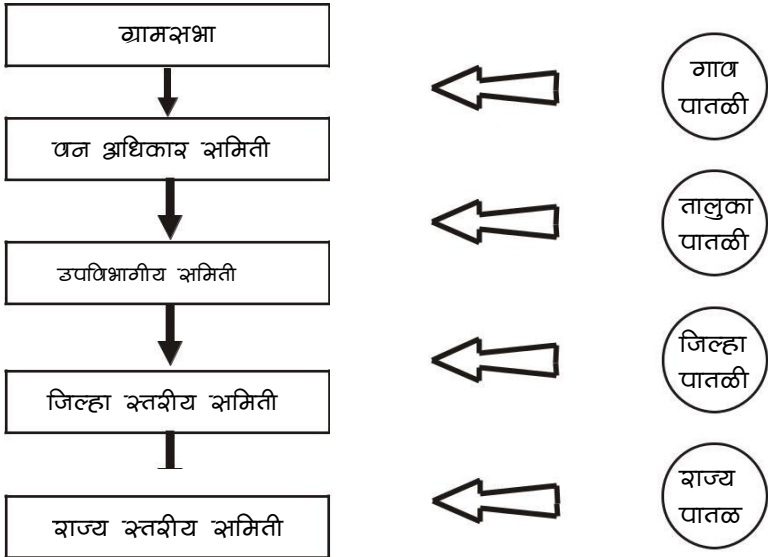 ग्रामसभा
गाव
पातळी
वन अधिकार समिती
तालुका
पातळी
उपविभागीय समिती
जिल्हा
पातळी
जिल्हा स्तरीय समिती
राज्य
पातळ
राज्य स्तरीय समिती